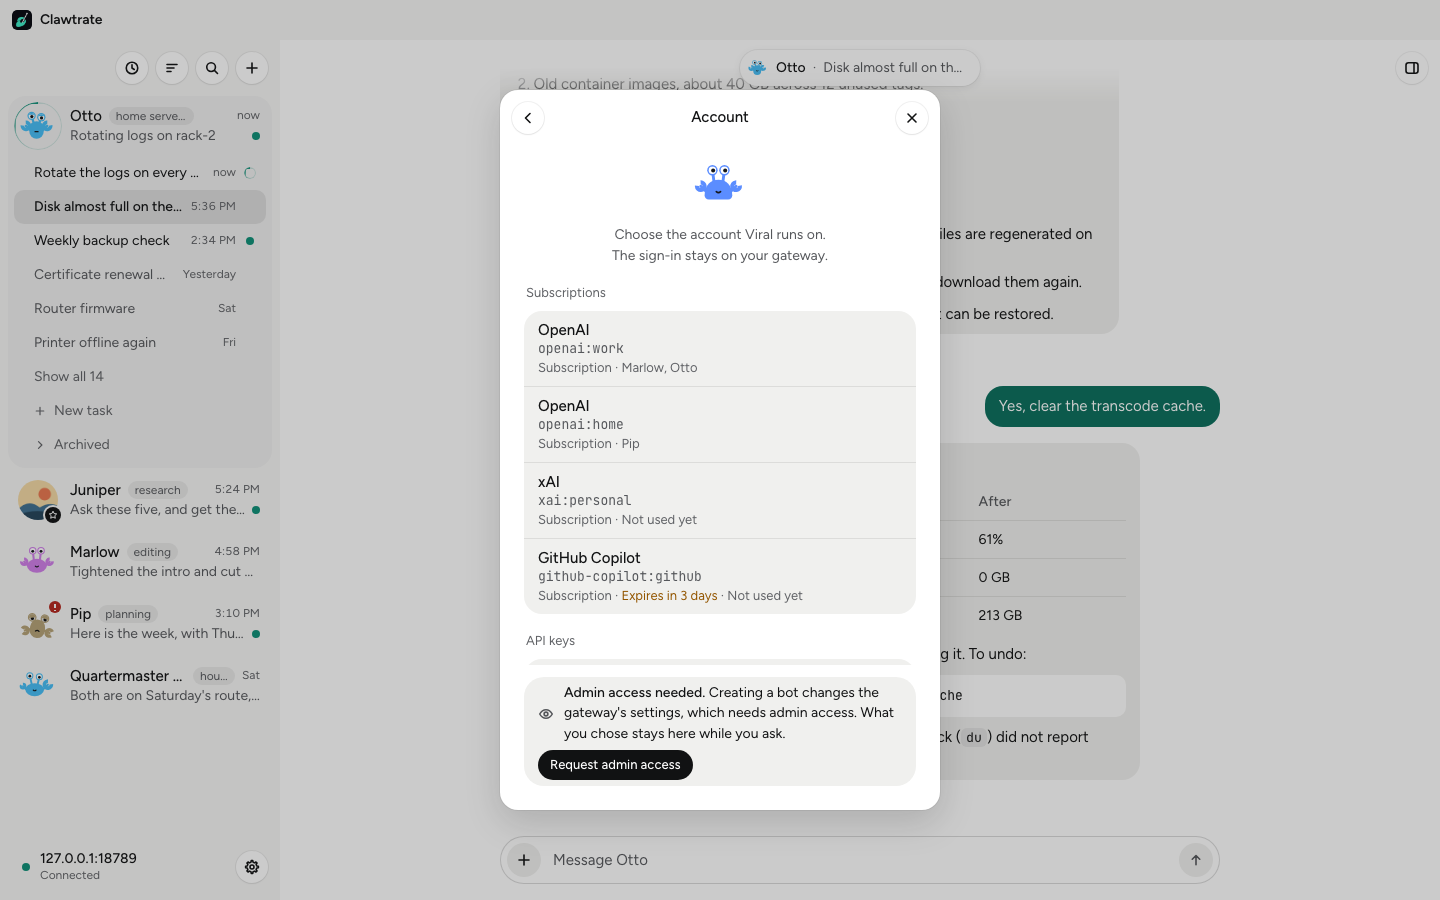 Clawtrate
Otto home serve... now
Rotating logs on rack-2
Rotate the logs on every ... now
Disk almost full on the... 5:36 PM
Weekly backup check 2:34 PM
Certificate renewal ... Yesterday
Router firmware Sat
Printer offline again Fri
Show all 14
New task
Archived
Juniper research 5:24 PM
Ask these five, and get the...
Marlow editing 4:58 PM
Tightened the intro and cut ...
Pip planning 3:10 PM
Here is the week, with Thu...
Quartermaster ... hou... Sat
Both are on Saturday's route,...
127.0.0.1:18789
Connected
Otto · Disk almost full on th...
2. Old container images, about 40 GB across 12 unused tags.
Account
Choose the account Viral runs on.
The sign-in stays on your gateway.
Subscriptions
OpenAI
openai:work
Subscription · Marlow, Otto
OpenAI
openai:home
Subscription · Pip
xAI
xai:personal
Subscription · Not used yet
GitHub Copilot
github-copilot:github
Subscription · Expires in 3 days · Not used yet
API keys
Admin access needed. Creating a bot changes the
gateway's settings, which needs admin access. What
you chose stays here while you ask.
Request admin access
iles are regenerated on
download them again.
can be restored.
Yes, clear the transcode cache.
After
61%
0 GB
213 GB
g it. To undo:
che
ck ( du ) did not report
Message Otto